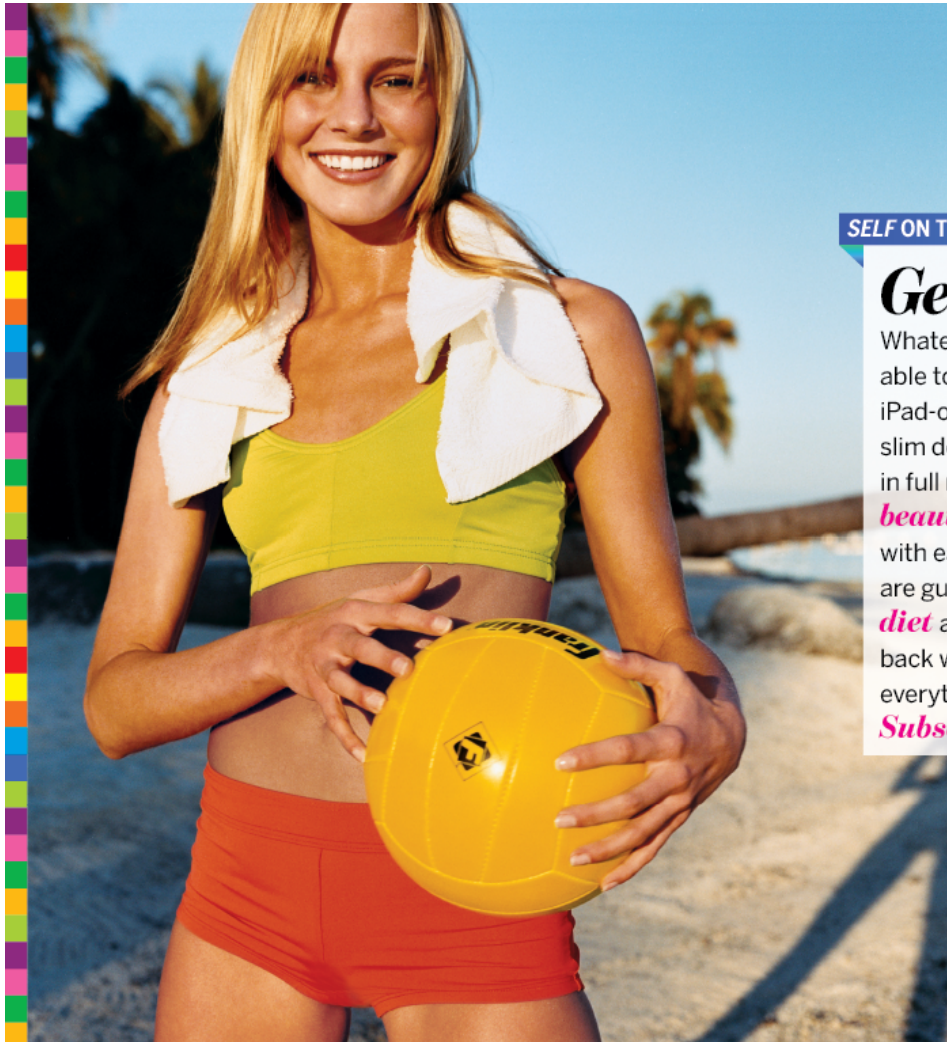 SELF ON T
Ge
Whate
able to
iPad-o
slim d
in full
beau
with e
are gu
diet a
back w
everyt
Subs
franklin